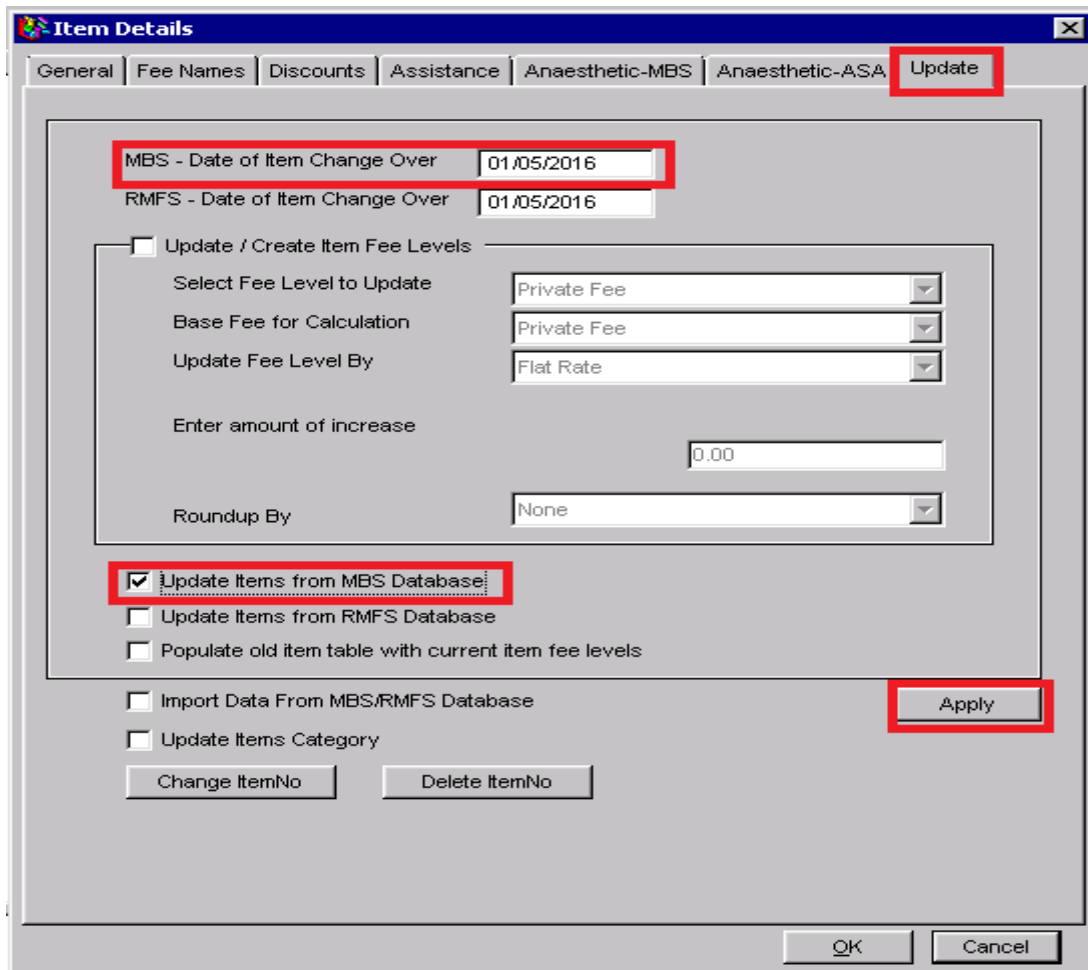 Item Details
General Fee Names Discounts Assistance Anaesthetic-MBS Anaesthetic-ASA Update
MBS - Date of Item Change Over 01/05/2016
RMFS - Date of Item Change Over 01/05/2016
Update / Create Item Fee Levels
Select Fee Level to Update Private Fee
Base Fee for Calculation Private Fee
Update Fee Level By Flat Rate
Enter amount of increase
0.00
Roundup By None
Update Items from MBS Database
Update Items from RMFS Database
Populate old item table with current item fee levels
Import Data From MBS/RMFS Database
Apply
Update Items Category
Change ItemNo Delete ItemNo
OK Cancel